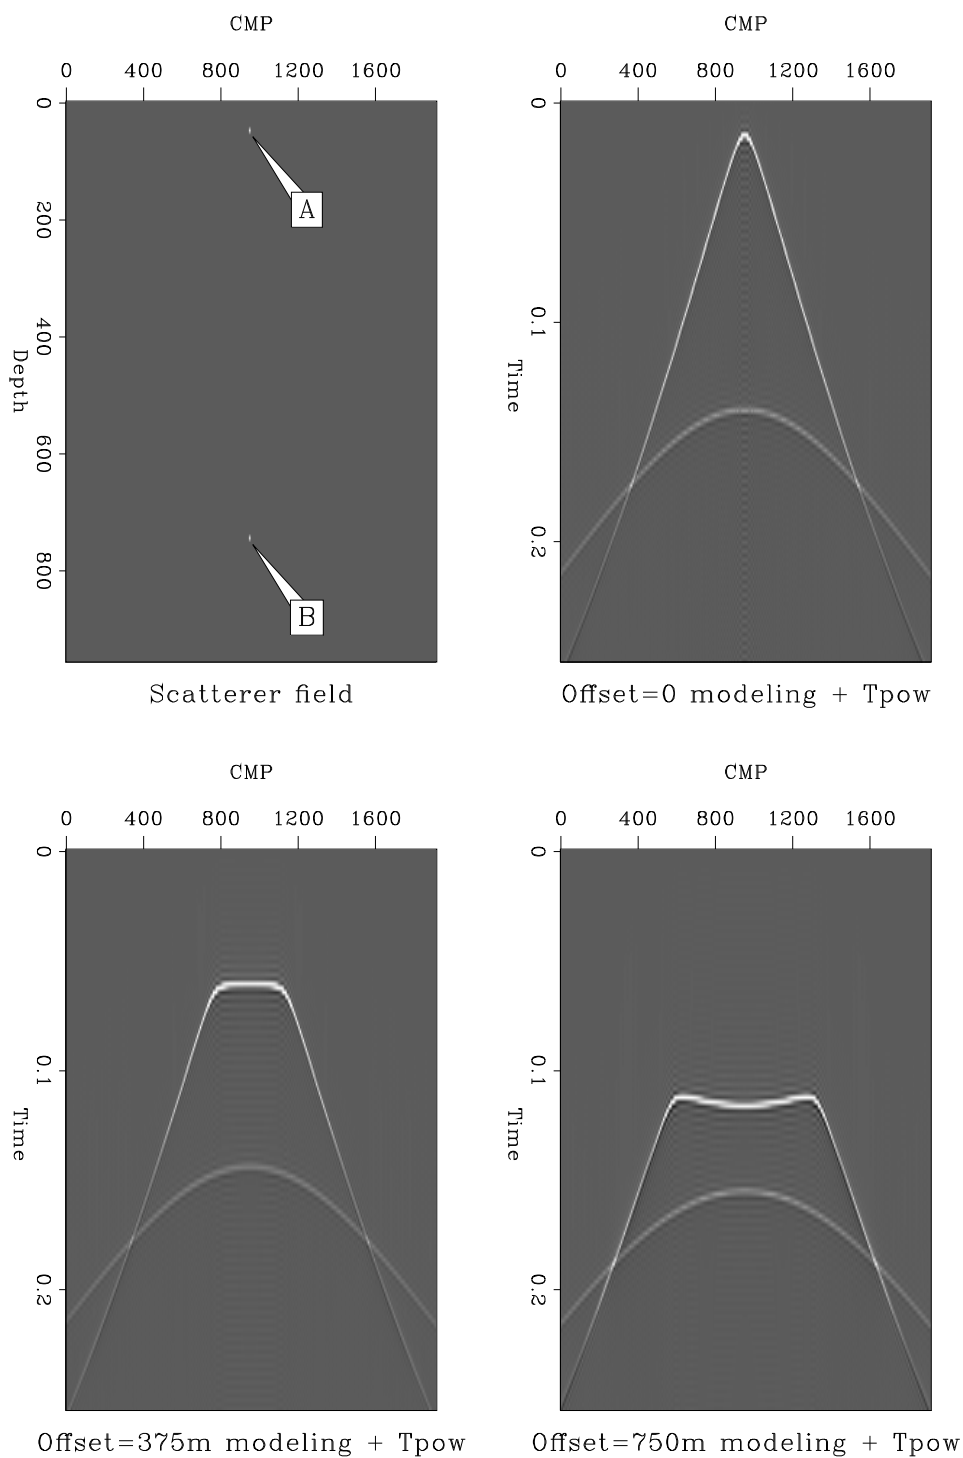 CMP
0 400 800 1200 1600
0
200
400
600
800
Depth
A
B
Scatterer field
CMP
0 400 800 1200 1600
0
0.1
0.2
Time
Offset=0 modeling + Tpow
CMP
0 400 800 1200 1600
0
0.1
0.2
Time
Offset=375m modeling + Tpow
CMP
0 400 800 1200 1600
0
0.1
0.2
Time
Offset=750m modeling + Tpow